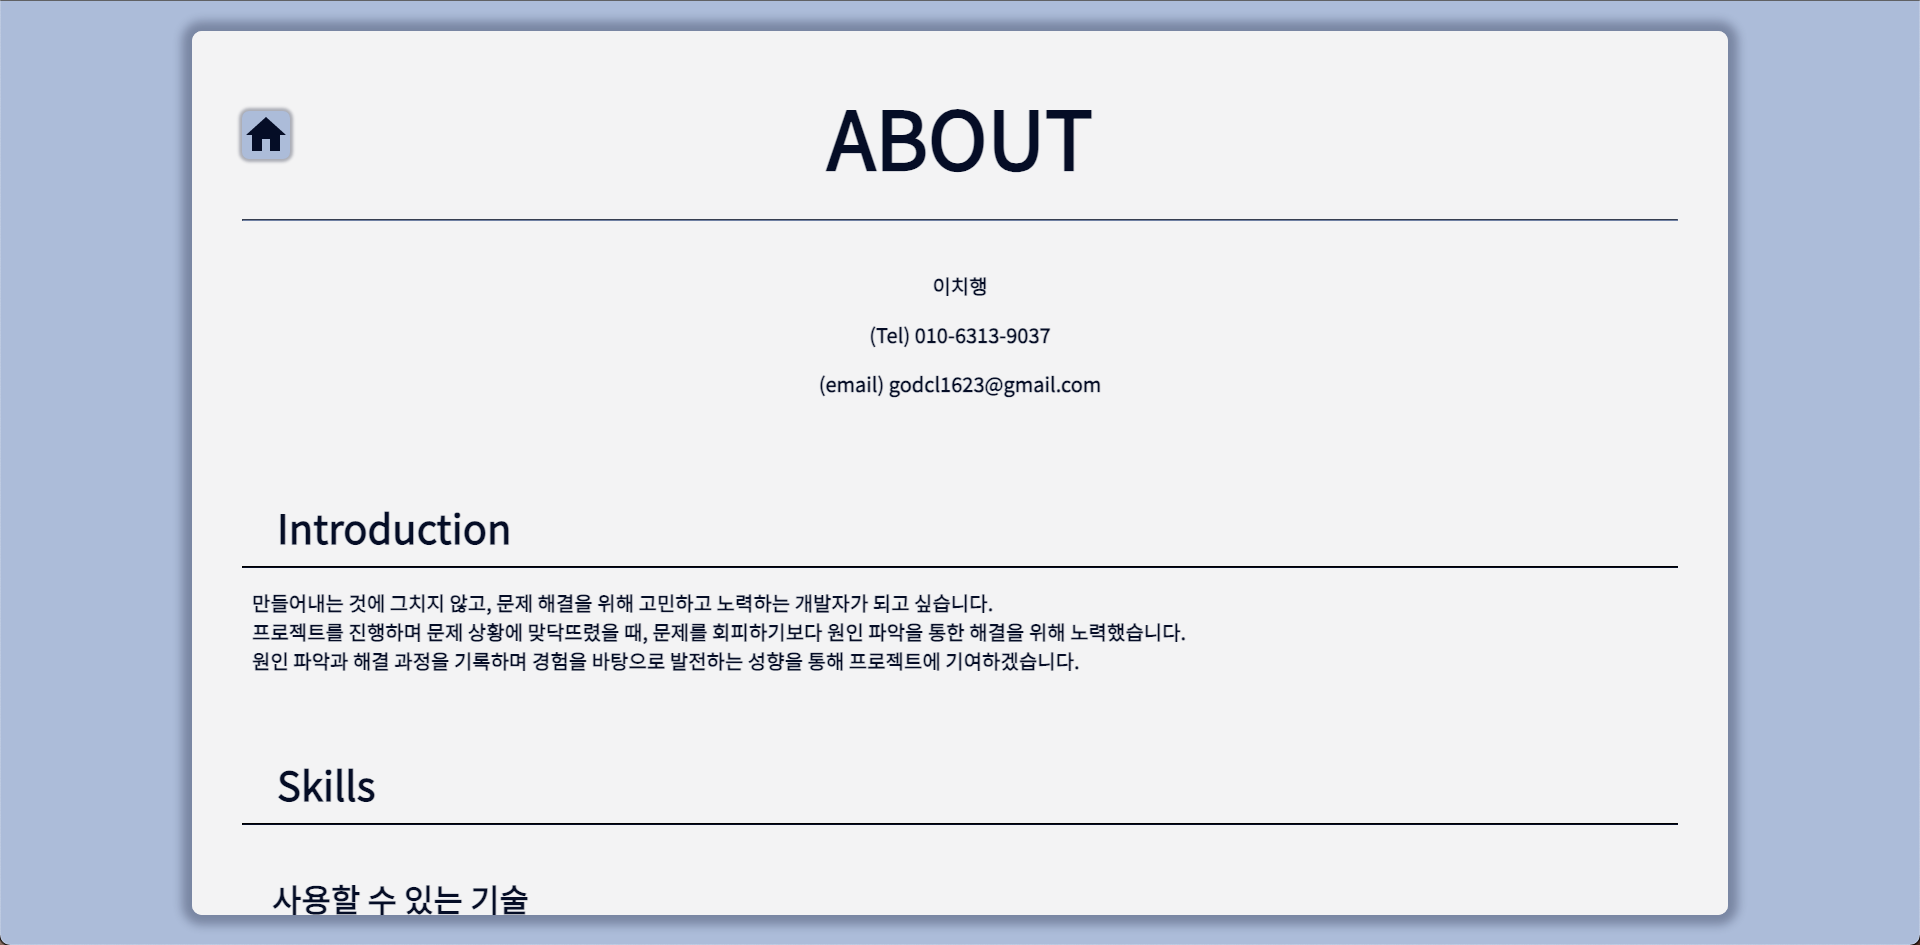 ABOUT
이치행
(Tel) 010-6313-9037
(email) godcl1623@gmail.com
Introduction
만들어내는 것에 그치지 않고, 문제 해결을 위해 고민하고 노력하는 개발자가 되고 싶습니다.
프로젝트를 진행하며 문제 상황에 맞닥뜨렸을 때, 문제를 회피하기보다 원인 파악을 통한 해결을 위해 노력했습니다.
원인 파악과 해결 과정을 기록하며 경험을 바탕으로 발전하는 성향을 통해 프로젝트에 기여하겠습니다.
Skills
사용할 수 있는 기술